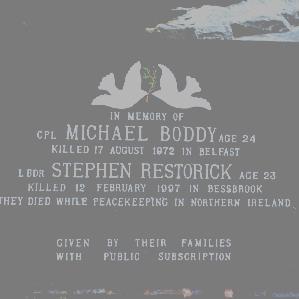 IN MEMORY OF
CPL MICHAEL BODDY AGE 24
KILLED 17 AUGUST 1972 IN BELFAST
LBDR STEPHEN RESTORICK AGE 23
KILLED 12 FEBRUARY 1997 IN BESSBROOK
THEY DIED WHILE PEACEKEEPING IN NORTHERN IRELAND
GIVEN BY THEIR FAMILIES
WITH PUBLIC SUBSCRIPTION